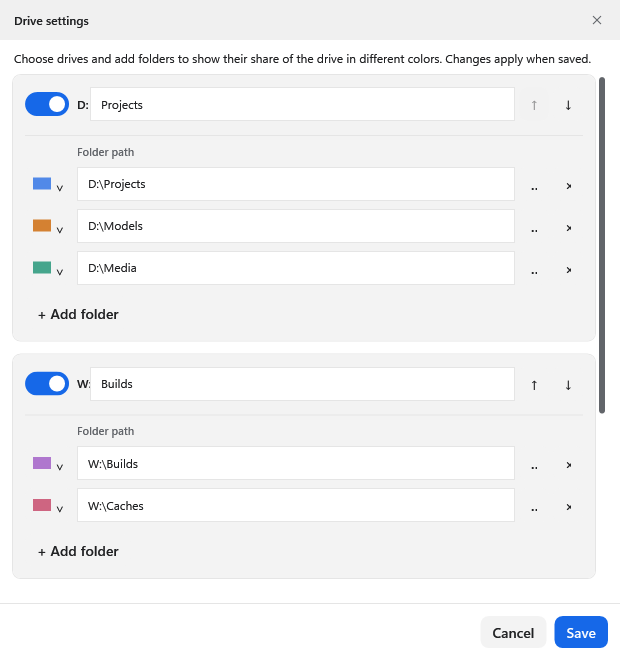 Drive settings
Choose drives and add folders to show their share of the drive in different colors. Changes apply when saved.
D: Projects
Folder path
D:\Projects ..
D:\Models ..
D:\Media ..
+ Add folder
W: Builds
Folder path
W:\Builds ..
W:\Caches ..
+ Add folder
Cancel Save